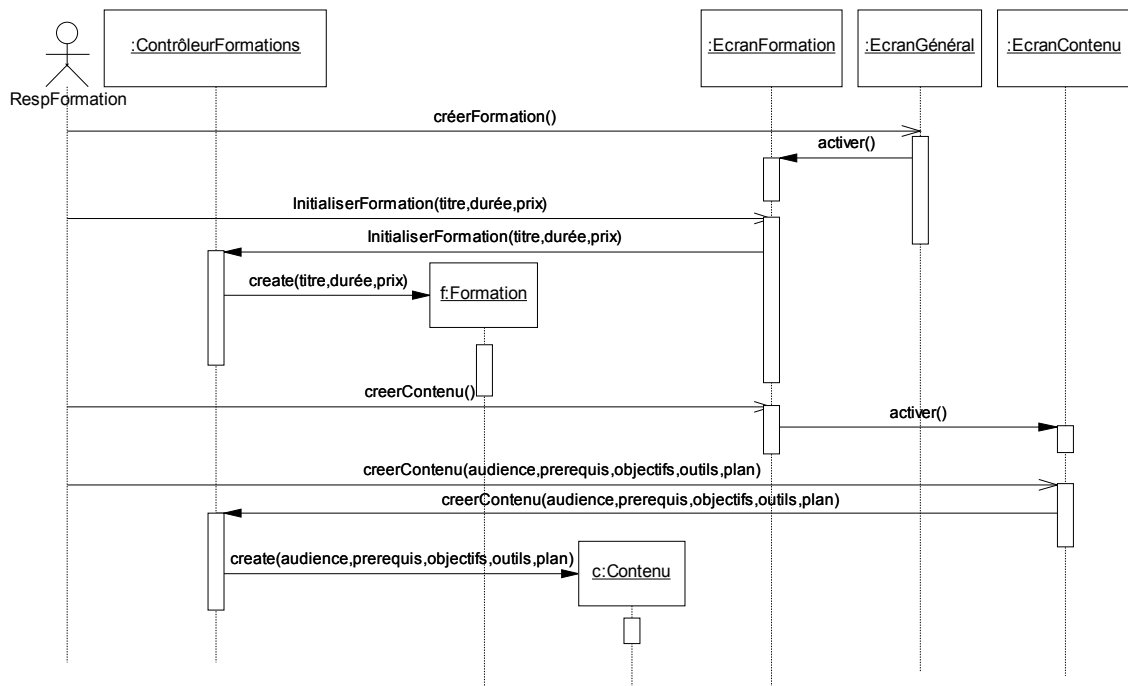 :ContrôleurFormations
:EcranFormation
:EcranGénéral
:EcranContenu
RespFormation
créerFormation()
activer()
InitialiserFormation(titre,durée,prix)
InitialiserFormation(titre,durée,prix)
create(titre,durée,prix)
f:Formation
creerContenu()
activer()
creerContenu(audience,prerequis,objectifs,outils,plan)
creerContenu(audience,prerequis,objectifs,outils,plan)
create(audience,prerequis,objectifs,outils,plan)
c:Contenu